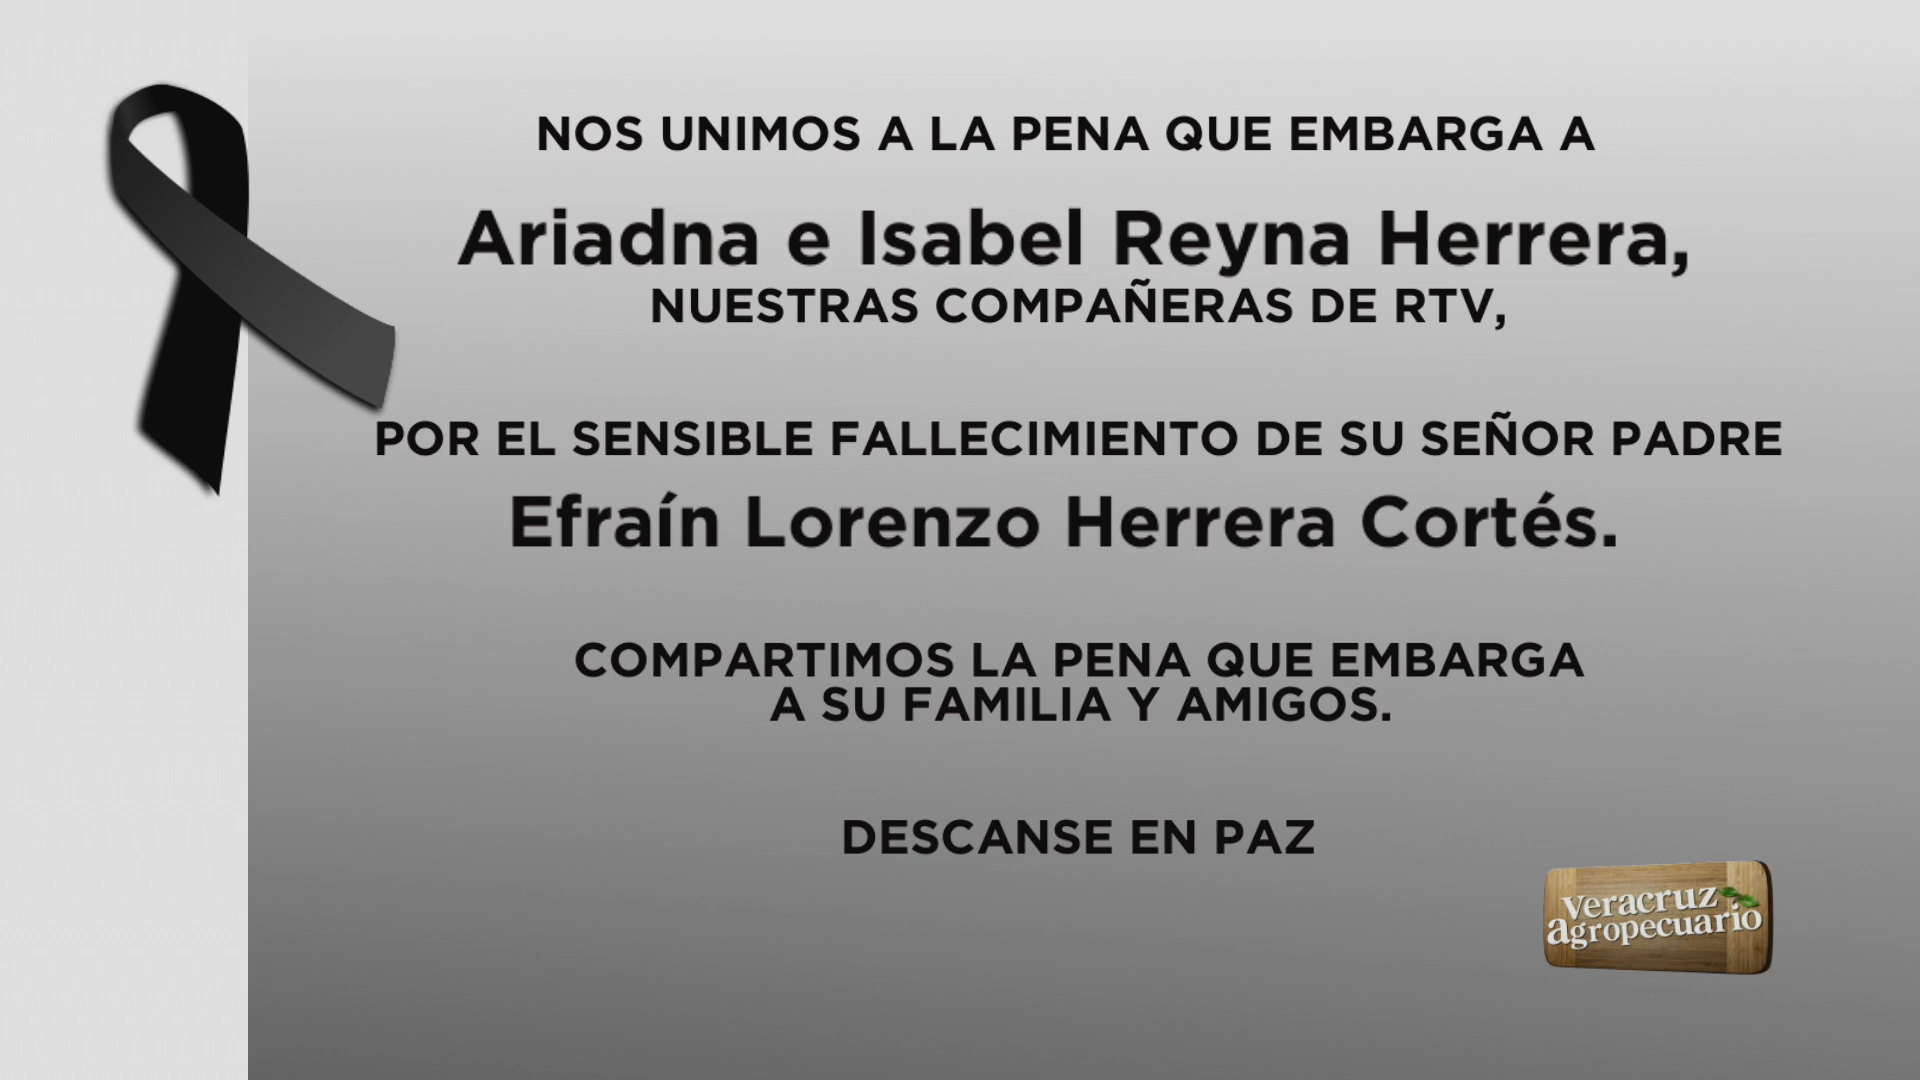 NOS UNIMOS A LA PENA QUE EMBARGA A
Ariadna e Isabel Reyna Herrera,
NUESTRAS COMPAÑERAS DE RTV,
POR EL SENSIBLE FALLECIMIENTO DE SU SEÑOR PADRE
Efraín Lorenzo Herrera Cortés.
COMPARTIMOS LA PENA QUE EMBARGA
A SU FAMILIA Y AMIGOS.
DESCANSE EN PAZ
Veracruz
agropecuario